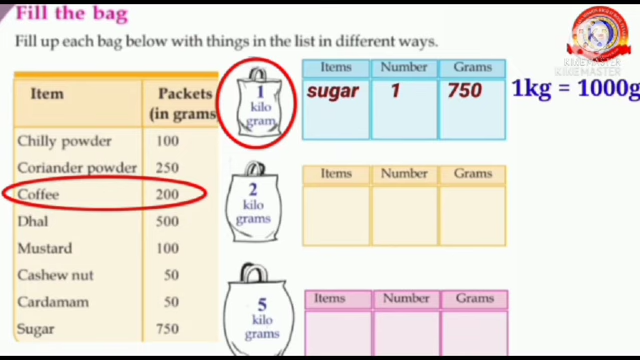 Fill the bag
Fill up each bag below with things in the list in different ways.
Item Packets (in grams
Chilly powder 100
Coriander powder 250
Coffee 200
Dhal 500
Mustard 100
Cashew nut 50
Cardamam 50
Sugar 750
1 kilo gram
Items Number Grams
sugar 1 750
1kg = 1000g
2 kilo grams
Items Number Grams
5 kilo grams
Items Number Grams
KINEMASTER
KINEMASTER